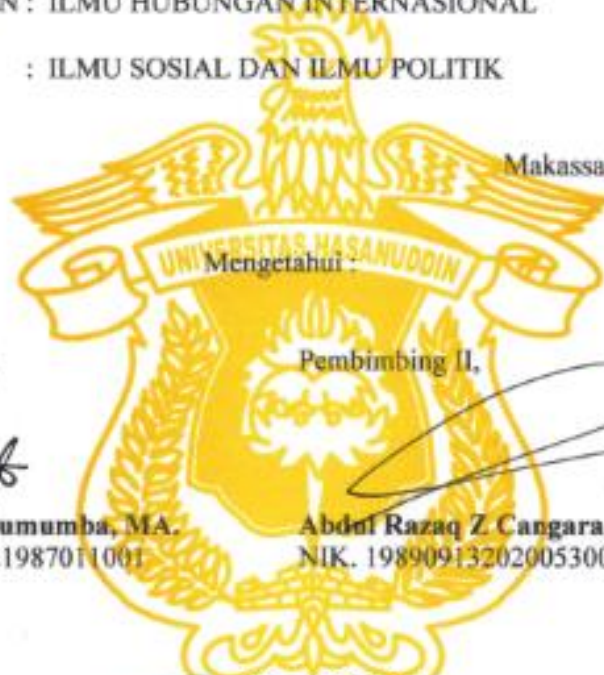 N : ILMU HUBUNGAN INTERNASIONAL
: ILMU SOSIAL DAN ILMU POLITIK
Makassa
UNIVERSITAS HASANUDDIN
Mengetahui :
Pembimbing II,
umumba, MA. Abdul Razaq Z Cangara
1987011001 NIK. 19890913202005300